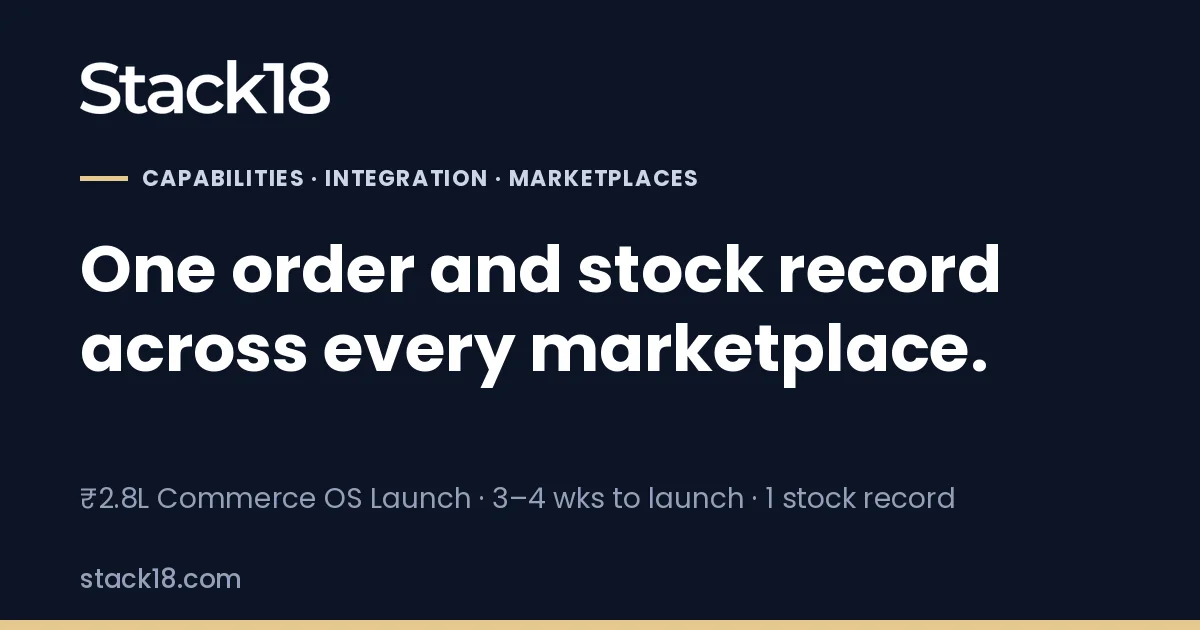 Stack18
CAPABILITIES · INTEGRATION · MARKETPLACES
One order and stock record
across every marketplace.
₹2.8L Commerce OS Launch · 3–4 wks to launch · 1 stock record
stack18.com